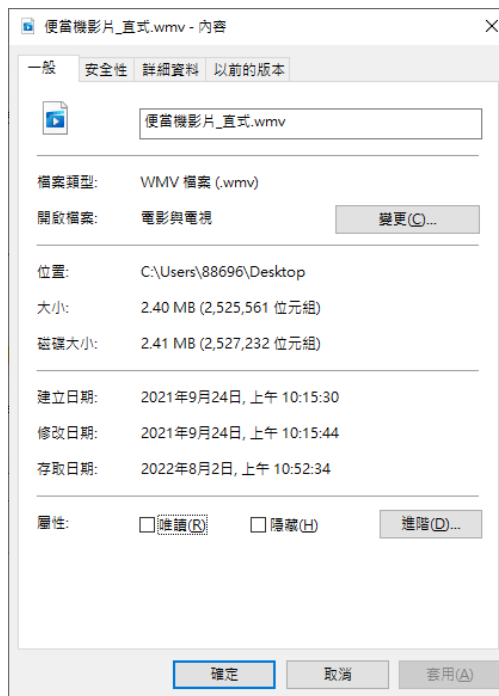 便當機影片_直式.wmv - 內容
一般 安全性 詳細資料 以前的版本
便當機影片_直式.wmv
檔案類型: WMV 檔案 (.wmv)
開啟檔案: 電影與電視 變更(C)...
位置: C:\Users\88696\Desktop
大小: 2.40 MB (2,525,561 位元組)
磁碟大小: 2.41 MB (2,527,232 位元組)
建立日期: 2021年9月24日, 上午 10:15:30
修改日期: 2021年9月24日, 上午 10:15:44
存取日期: 2022年8月2日, 上午 10:52:34
屬性: 唯讀(R) 隱藏(H) 進階(D)...
確定 取消 套用(A)